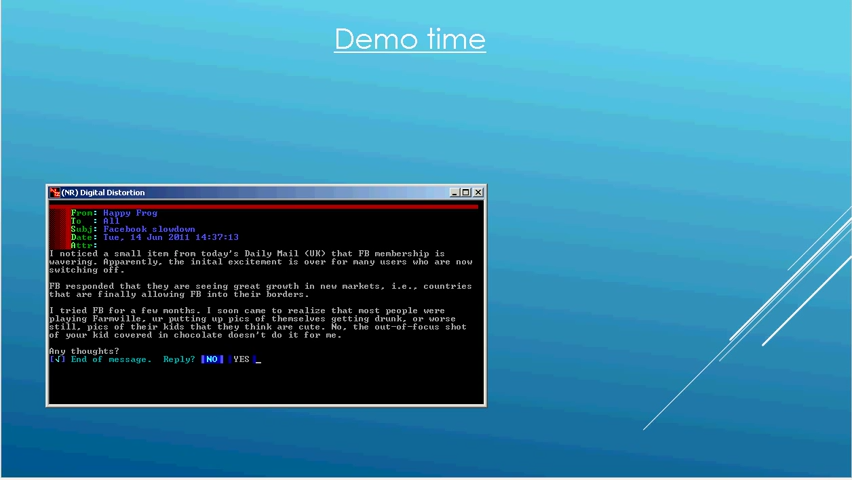 Demo time
(NR) Digital Distortion
From: Happy Frog
To : All
Subj: Facebook slowdown
Date: Tue, 14 Jun 2011 14:37:13
Attr:
I noticed a small item from today's Daily Mail (UK) that FB membership is
wavering. Apparently, the inital excitement is over for many users who are now
switching off.
FB responded that they are seeing great growth in new markets, i.e., countries
that are finally allowing FB into their borders.
I tried FB for a few months. I soon came to realize that most people were
playing Farmville, ur putting up pics of themselves getting drunk, or worse
still, pics of their kids that they think are cute. No, the out-of-focus shot
of your kid covered in chocolate doesn't do it for me.
Any thoughts?
[√] End of message. Reply? NO YES _